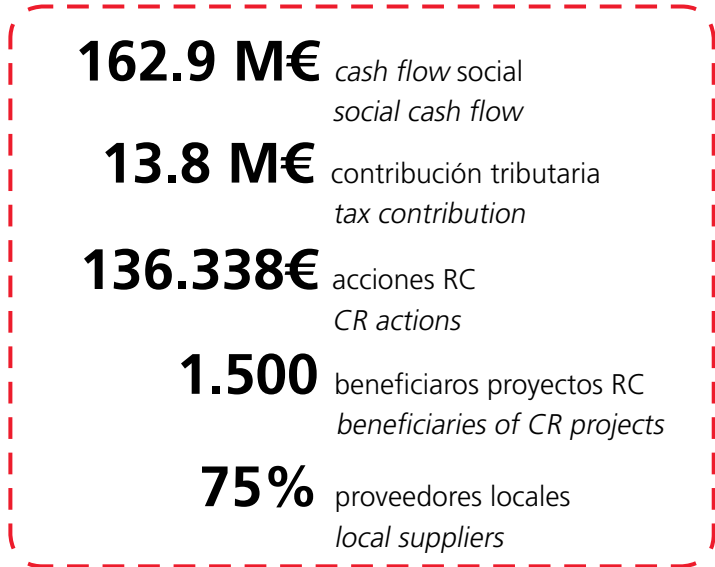 162.9 M€ cash flow social
social cash flow
13.8 M€ contribución tributaria
tax contribution
136.338€ acciones RC
CR actions
1.500 beneficiaros proyectos RC
beneficiaries of CR projects
75% proveedores locales
local suppliers